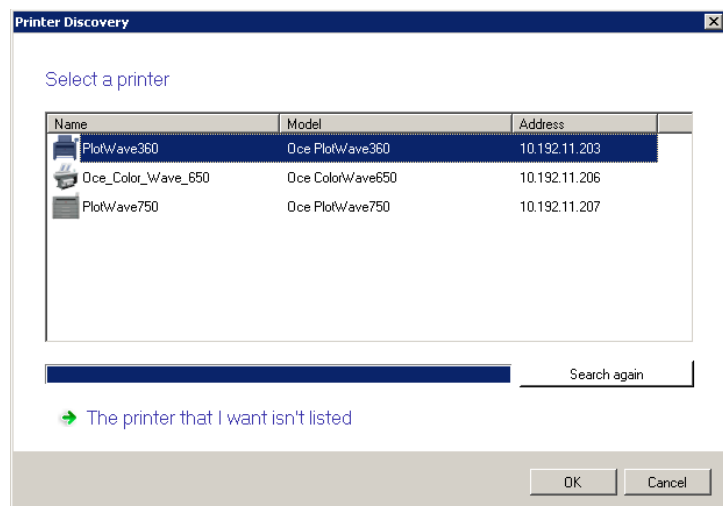 Printer Discovery
Select a printer
Name Model Address
PlotWave360 Oce PlotWave360 10.192.11.203
Oce_Color_Wave_650 Oce ColorWave650 10.192.11.206
PlotWave750 Oce PlotWave750 10.192.11.207
Search again
The printer that I want isn't listed
OK Cancel